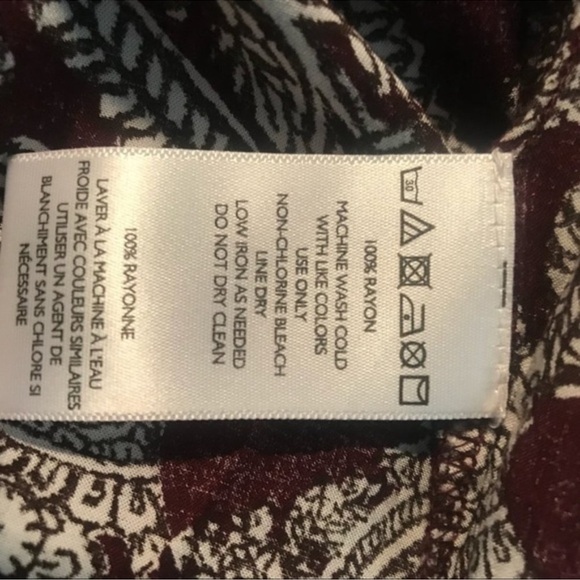 30
100% RAYON
MACHINE WASH COLD
WITH LIKE COLORS
USE ONLY
NON-CHLORINE BLEACH
LINE DRY
LOW IRON AS NEEDED
DO NOT DRY CLEAN
100% RAYONNE
LAVER À LA MACHINE À L'EAU
FROIDE AVEC COULEURS SIMILAIRES
UTILISER UN AGENT DE
BLANCHIMENT SANS CHLORE SI
NÉCESSAIRE